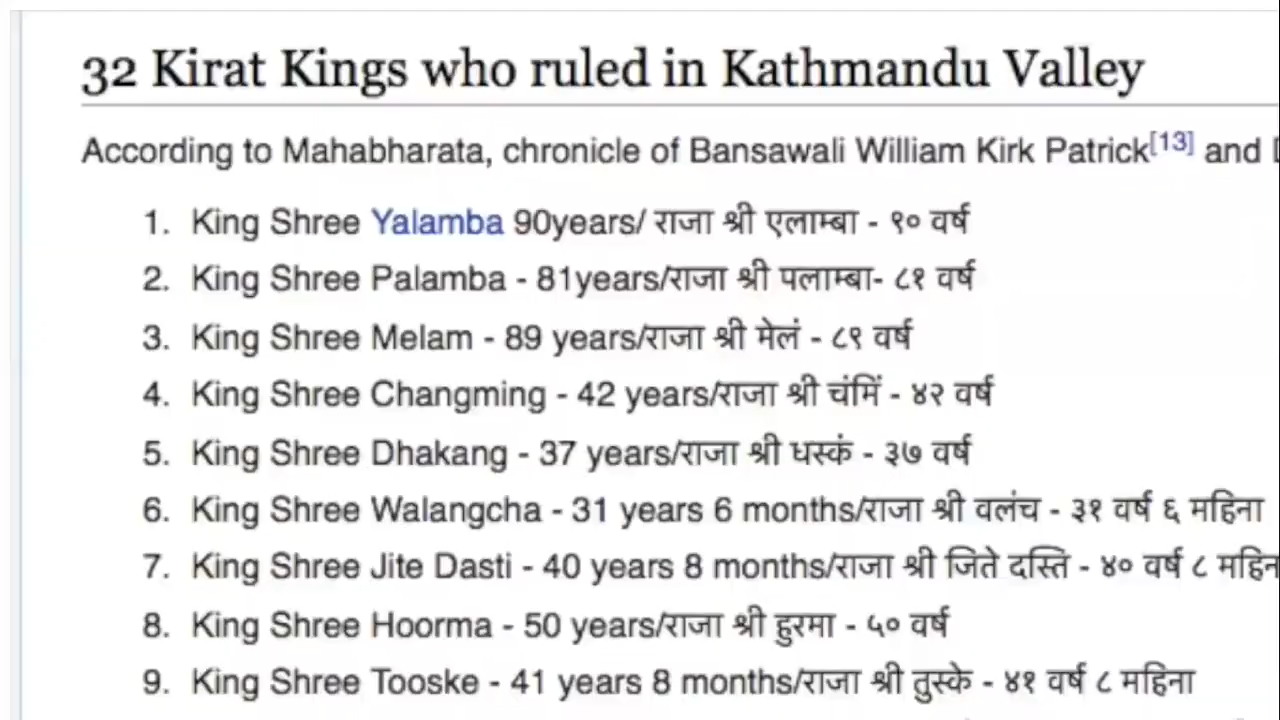 32 Kirat Kings who ruled in Kathmandu Valley
According to Mahabharata, chronicle of Bansawali William Kirk Patrick[13] and
1. King Shree Yalamba 90years/ राजा श्री एलाम्बा - ९० वर्ष
2. King Shree Palamba - 81years/राजा श्री पलाम्बा- ८१ वर्ष
3. King Shree Melam - 89 years/राजा श्री मेलं - ८९ वर्ष
4. King Shree Changming - 42 years/राजा श्री चंमिं - ४२ वर्ष
5. King Shree Dhakang - 37 years/राजा श्री धस्कं - ३७ वर्ष
6. King Shree Walangcha - 31 years 6 months/राजा श्री वलंच - ३१ वर्ष ६ महिना
7. King Shree Jite Dasti - 40 years 8 months/राजा श्री जिते दस्ति - ४० वर्ष ८ महिन
8. King Shree Hoorma - 50 years/राजा श्री हुरमा - ५० वर्ष
9. King Shree Tooske - 41 years 8 months/राजा श्री तुस्के - ४१ वर्ष ८ महिना